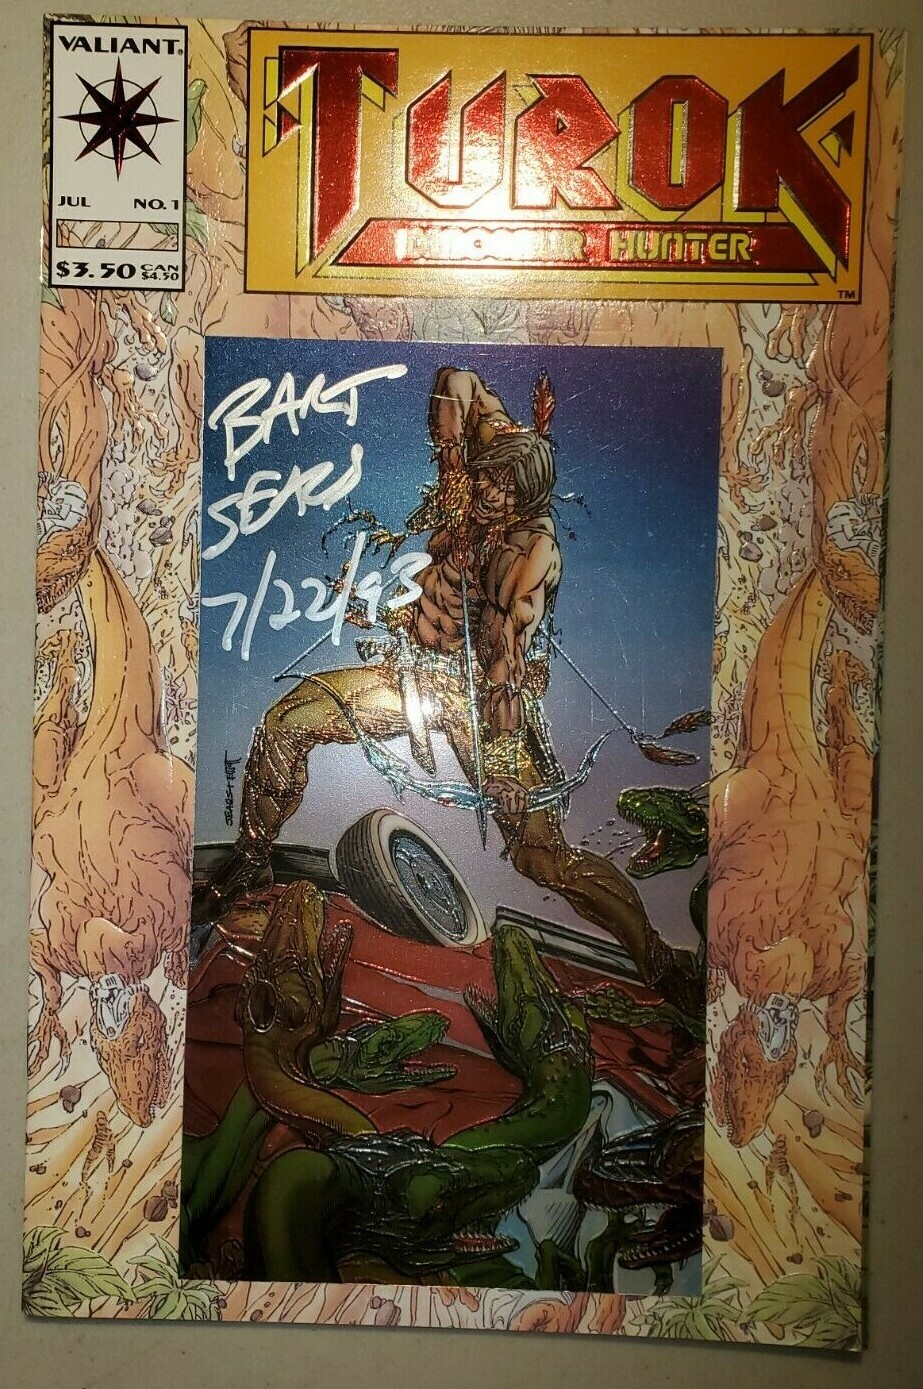 VALIANT®
JUL NO. 1
$3.50 CAN $4.50
TUROK
DINOSAUR HUNTER
TM
BART
SEARS
7/22/93